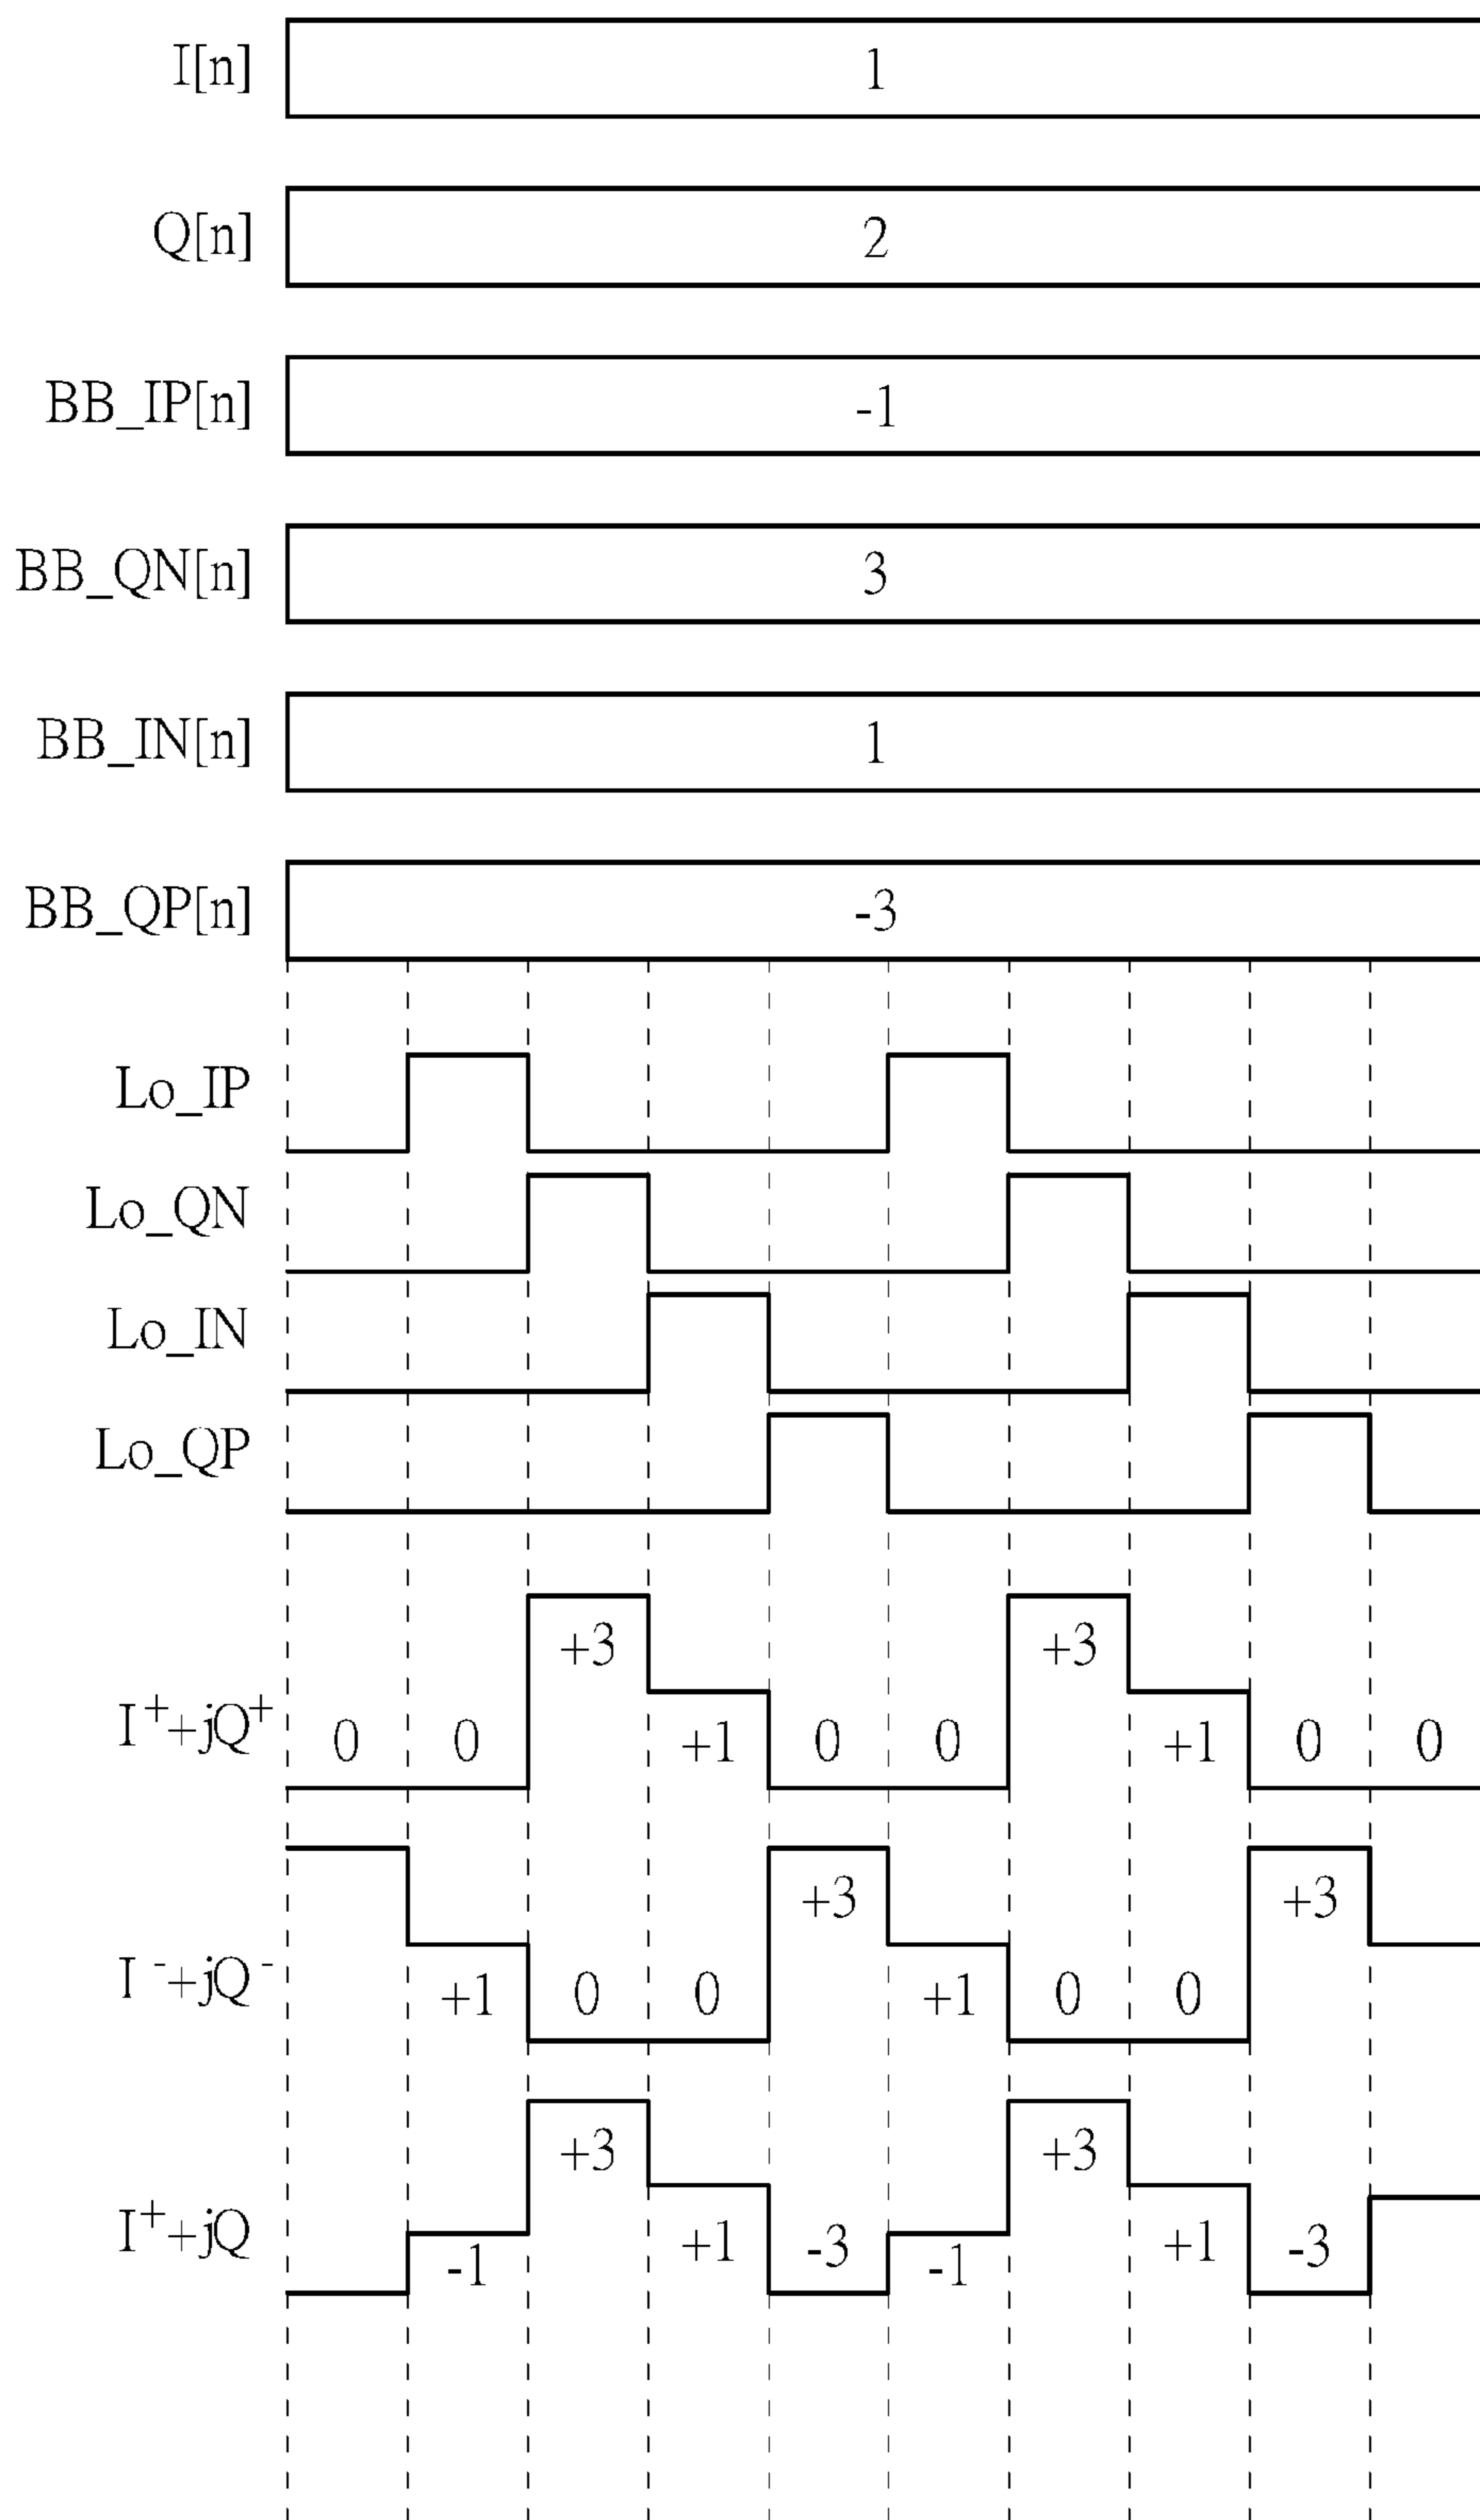 I[n] 1
Q[n] 2
BB_IP[n] -1
BB_QN[n] 3
BB_IN[n] 1
BB_QP[n] -3
Lo_IP
Lo_QN
Lo_IN
Lo_QP
I⁺+jQ⁺ 0 0 +3 +1 0 0 +3 +1 0 0
I⁻+jQ⁻ +1 0 0 +3 +1 0 0 +3
I⁺+jQ -1 +3 +1 -3 -1 +3 +1 -3